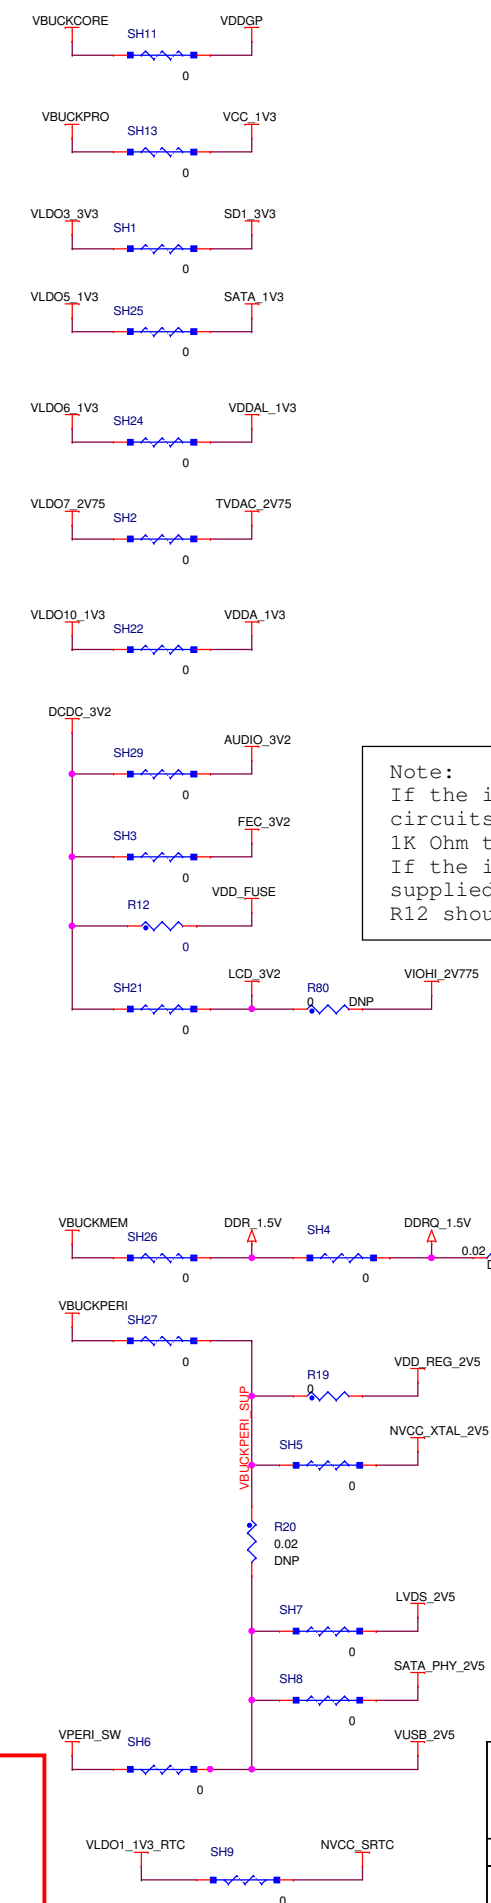 VBUCKCORE
SH11
VDDGP
0
VBUCKPRO
SH13
VCC_1V3
0
VLDO3_3V3
SH1
SD1_3V3
0
VLDO5_1V3
SH25
SATA_1V3
0
VLDO6_1V3
SH24
VDDAL_1V3
0
VLDO7_2V75
SH2
TVDAC_2V75
0
VLDO10_1V3
SH22
VDDA_1V3
0
DCDC_3V2
SH29
AUDIO_3V2
0
SH3
FEC_3V2
0
R12
VDD_FUSE
0
SH21
LCD_3V2
0
R80
0
DNP
VIOHI_2V775
Note:
If the i
circuits
1K Ohm t
If the i
supplied
R12 shou
VBUCKMEM
SH26
DDR_1.5V
0
SH4
DDRQ_1.5V
0
0.02
VBUCKPERI
SH27
0
VBUCKPERI_SUP
R19
0
VDD_REG_2V5
SH5
NVCC_XTAL_2V5
0
R20
0.02
DNP
SH7
LVDS_2V5
0
SH8
SATA_PHY_2V5
0
VPERI_SW
SH6
VUSB_2V5
0
VLDO1_1V3_RTC
SH9
NVCC_SRTC
0